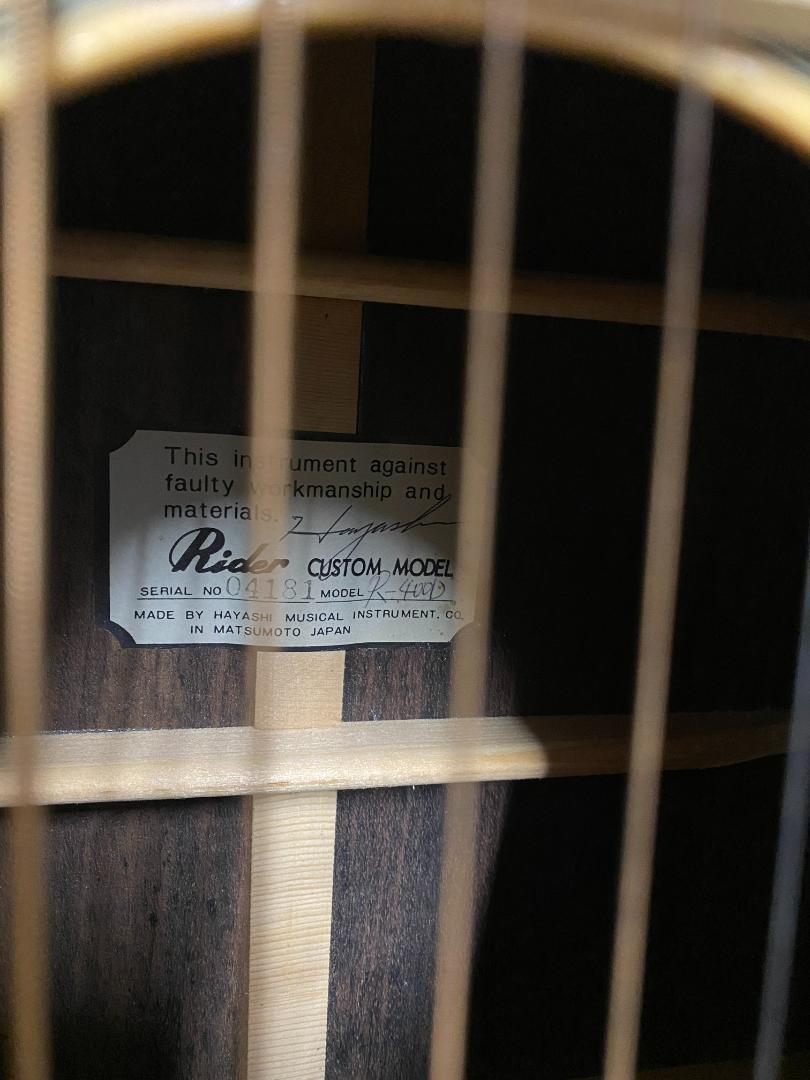 This instrument against
faulty workmanship and
materials. Hayashi
Rider CUSTOM MODEL
SERIAL NO 04181 MODEL R-400D
MADE BY HAYASHI MUSICAL INSTRUMENT. CO.
IN MATSUMOTO JAPAN